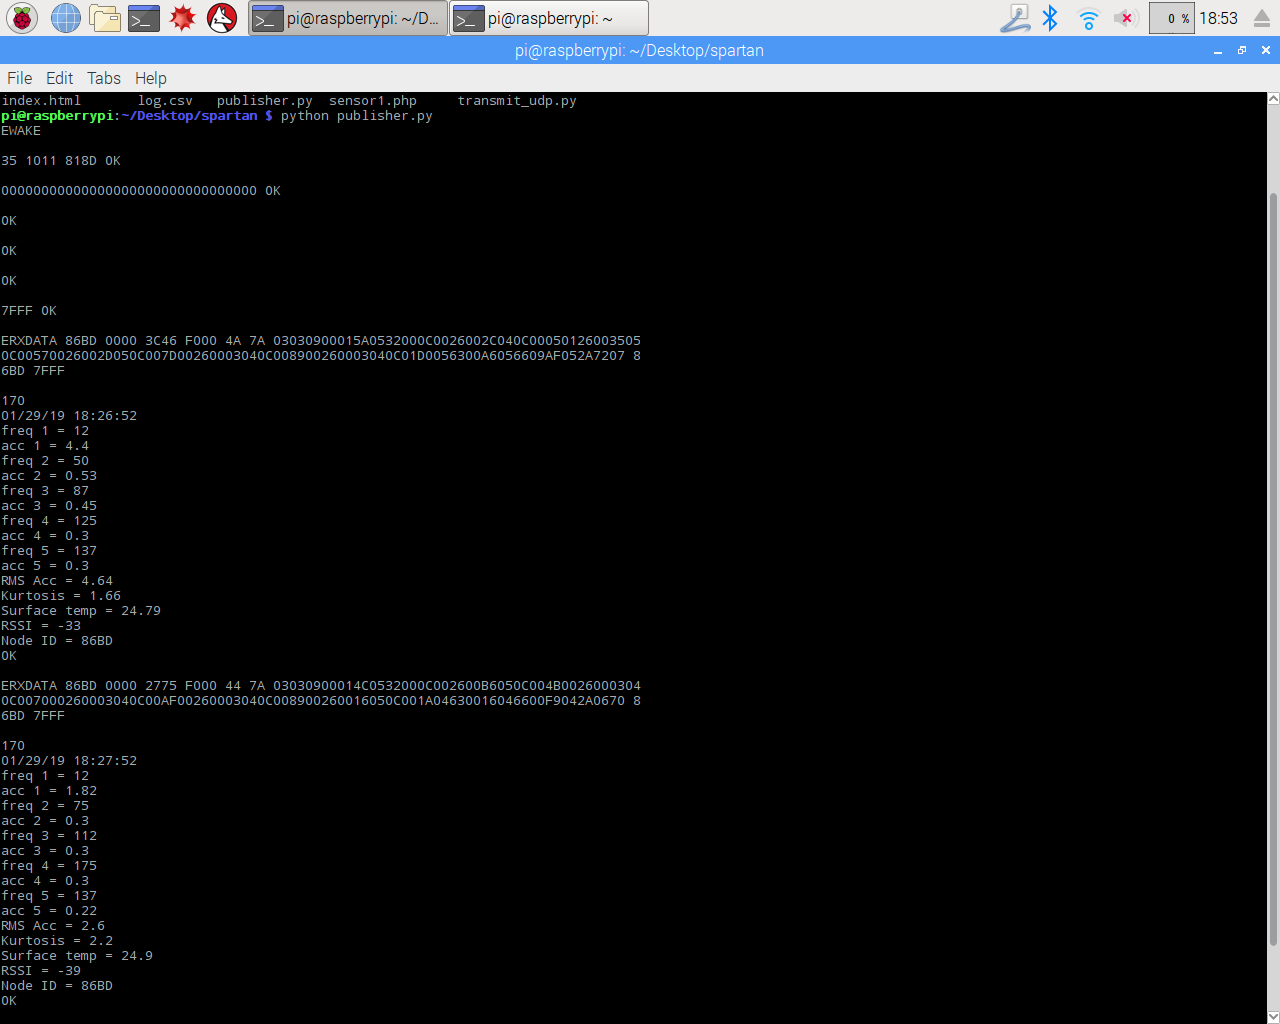 pi@raspberrypi: ~/D...
pi@raspberrypi: ~
0 %
18:53
pi@raspberrypi: ~/Desktop/spartan
File Edit Tabs Help
index.html log.csv publisher.py sensor1.php transmit_udp.py
pi@raspberrypi:~/Desktop/spartan $ python publisher.py
EWAKE
35 1011 818D OK
00000000000000000000000000000000 OK
OK
OK
OK
7FFF OK
ERXDATA 86BD 0000 3C46 F000 4A 7A 03030900015A0532000C0026002C040C00050126003505
0C00570026002D050C007D00260003040C008900260003040C01D0056300A6056609AF052A7207 8
6BD 7FFF
170
01/29/19 18:26:52
freq 1 = 12
acc 1 = 4.4
freq 2 = 50
acc 2 = 0.53
freq 3 = 87
acc 3 = 0.45
freq 4 = 125
acc 4 = 0.3
freq 5 = 137
acc 5 = 0.3
RMS Acc = 4.64
Kurtosis = 1.66
Surface temp = 24.79
RSSI = -33
Node ID = 86BD
OK
ERXDATA 86BD 0000 2775 F000 44 7A 03030900014C0532000C002600B6050C004B0026000304
0C007000260003040C00AF00260003040C008900260016050C001A04630016046600F9042A0670 8
6BD 7FFF
170
01/29/19 18:27:52
freq 1 = 12
acc 1 = 1.82
freq 2 = 75
acc 2 = 0.3
freq 3 = 112
acc 3 = 0.3
freq 4 = 175
acc 4 = 0.3
freq 5 = 137
acc 5 = 0.22
RMS Acc = 2.6
Kurtosis = 2.2
Surface temp = 24.9
RSSI = -39
Node ID = 86BD
OK